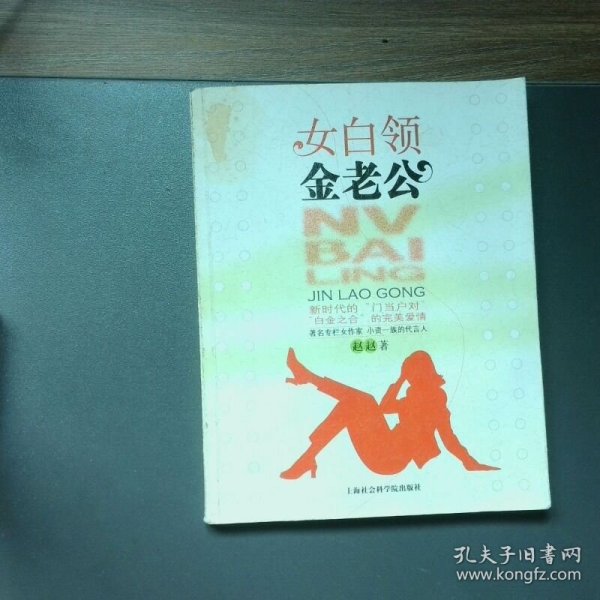 女白领
金老公
NV
BAI
LING
JIN LAO GONG
新时代的“门当户对”
“白金之合”的完美爱情
著名专栏女作家 小资一族的代言人
赵赵 著
上海社会科学院出版社
孔夫子旧书网
www.kongfz.com